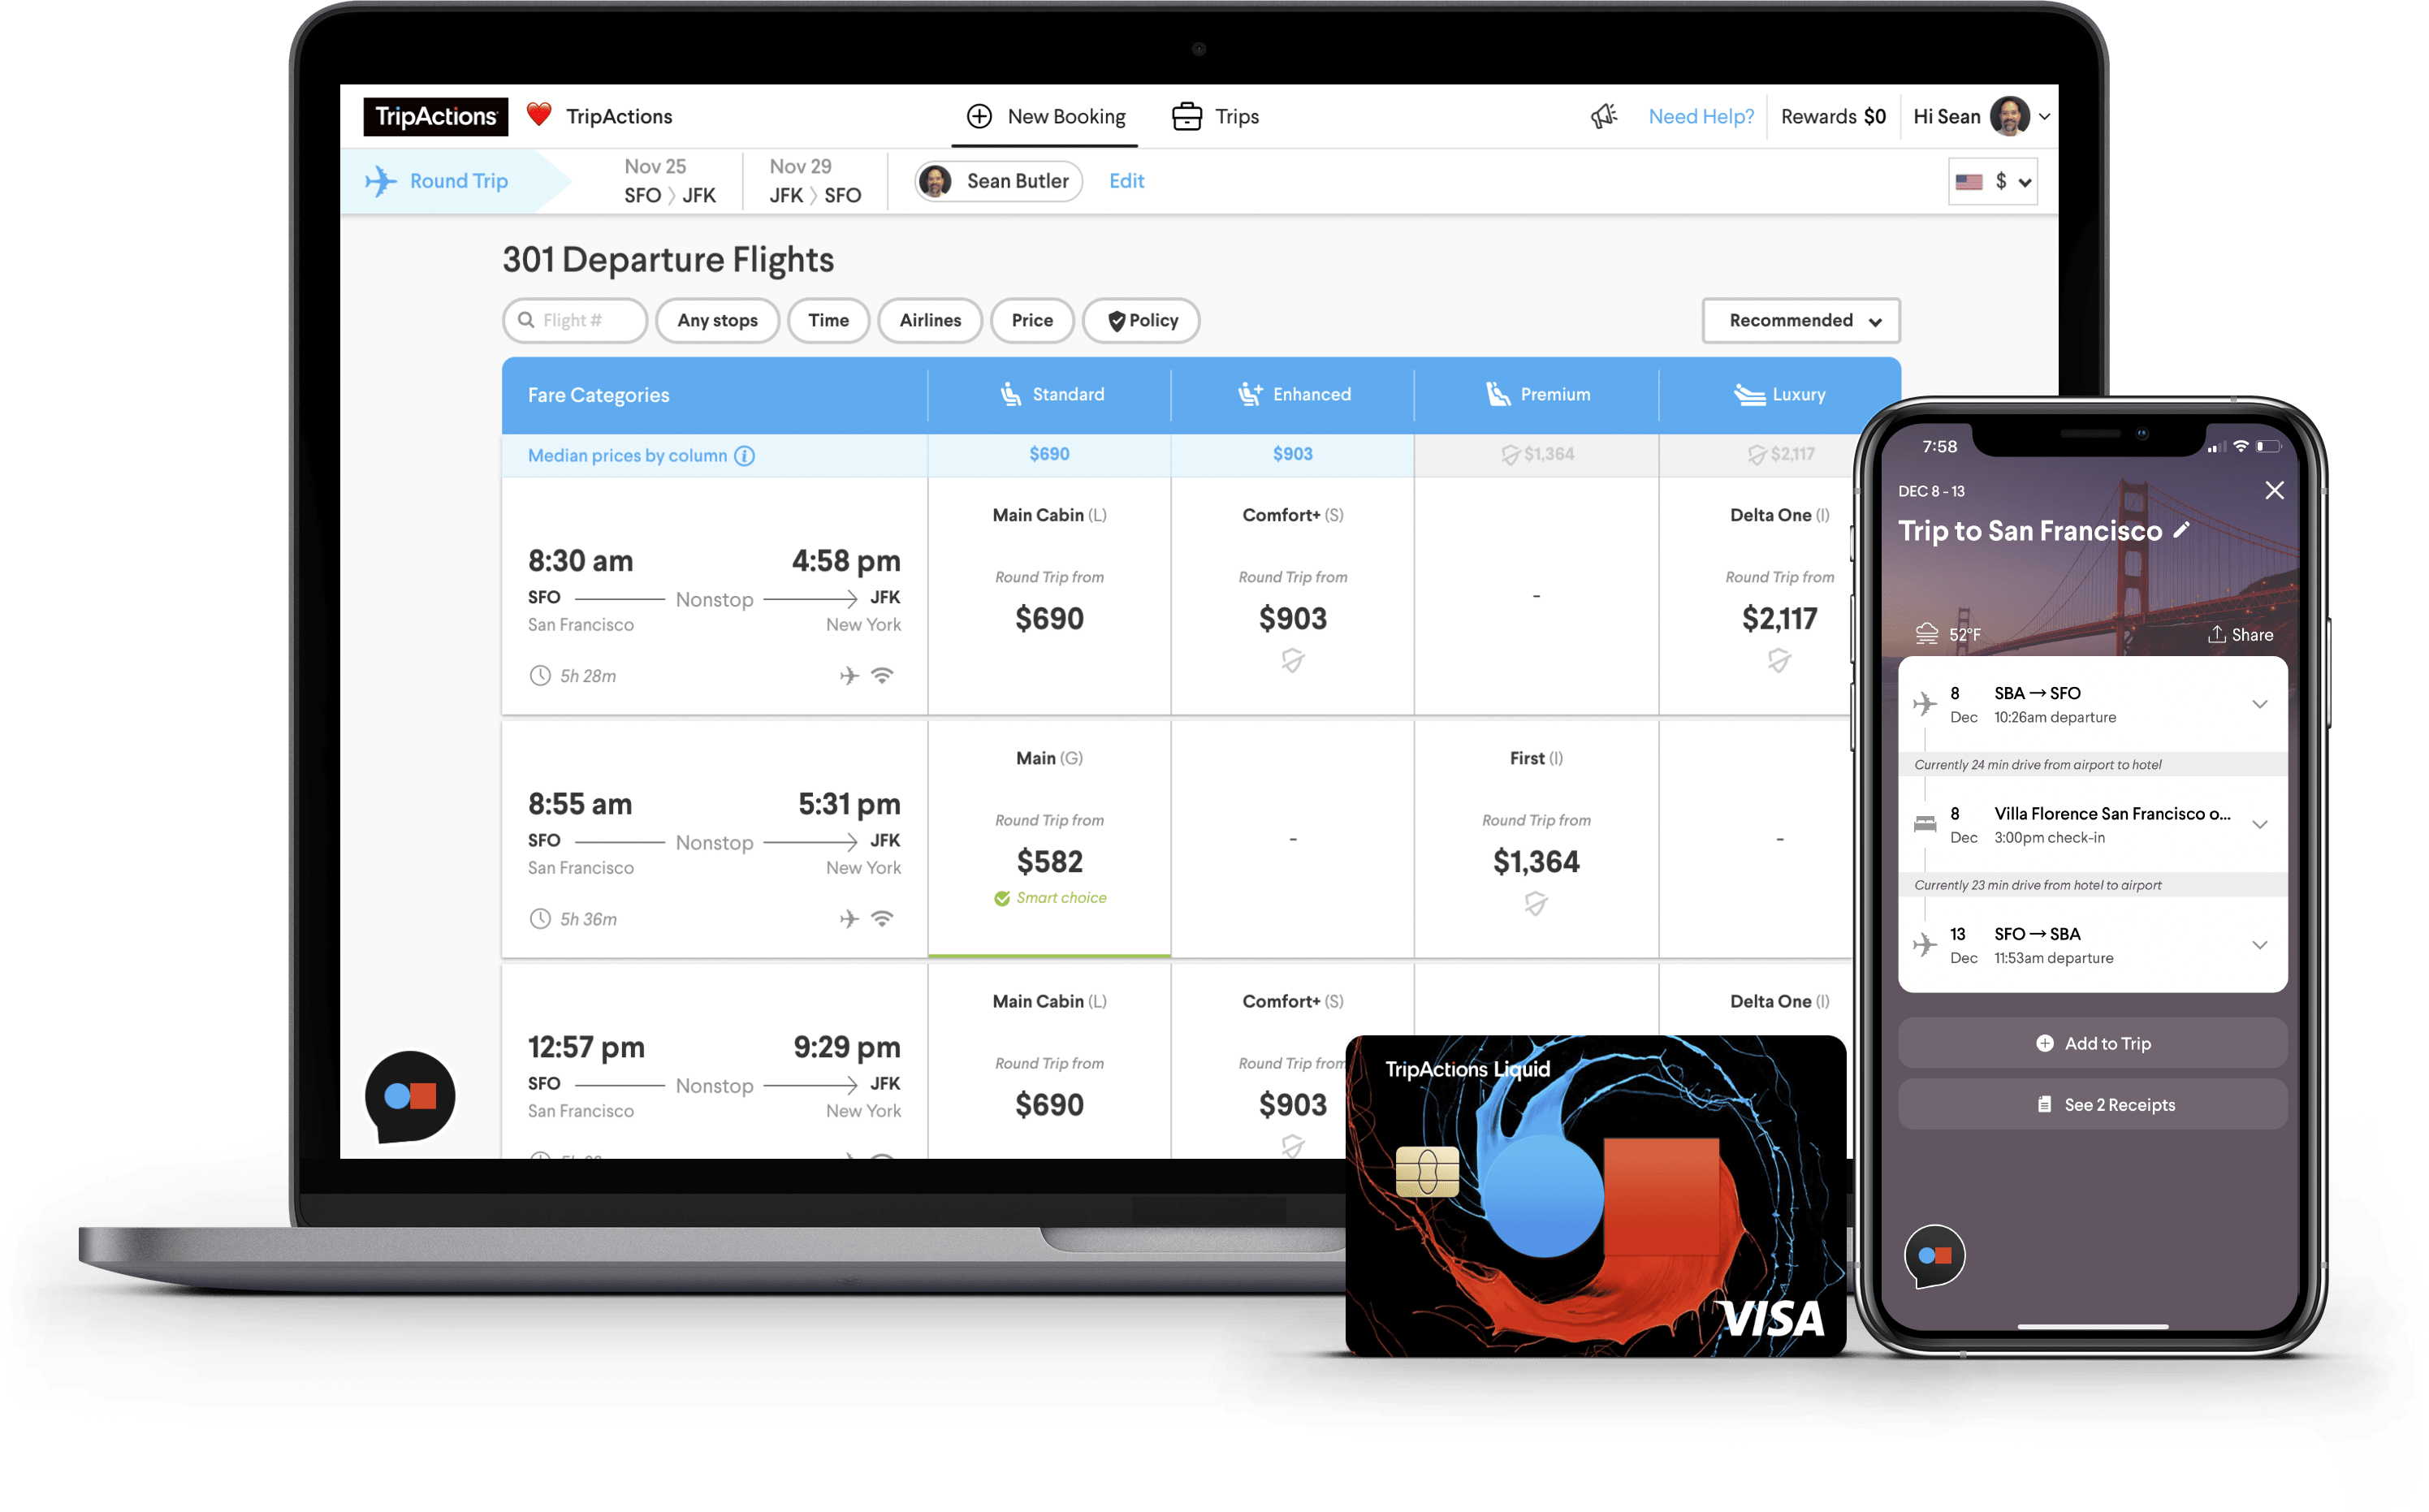 TripActions TripActions New Booking Trips Need Help? Rewards $0 Hi Sean
Round Trip
Nov 25
SFO 〉 JFK
Nov 29
JFK 〉 SFO
Sean Butler Edit
$
301 Departure Flights
Flight # Any stops Time Airlines Price Policy Recommended
Fare Categories Standard Enhanced Premium Luxury
Median prices by column $690 $903 $1,364 $2,117
Main Cabin (L) Comfort+ (S) Delta One (I)
8:30 am 4:58 pm
Round Trip from Round Trip from Round Trip from
SFO Nonstop JFK
San Francisco New York
$690 $903 - $2,117
5h 28m
Main (G) First (I)
8:55 am 5:31 pm
Round Trip from Round Trip from
SFO Nonstop JFK
San Francisco New York
$582 - $1,364 -
Smart choice
5h 36m
Main Cabin (L) Comfort+ (S) Delta One (I)
12:57 pm 9:29 pm
Round Trip from Round Trip from
SFO Nonstop JFK
San Francisco New York
$690 $903
TripActions Liquid
VISA
7:58
DEC 8 - 13
Trip to San Francisco
52°F Share
8 SBA → SFO
Dec 10:26am departure
Currently 24 min drive from airport to hotel
8 Villa Florence San Francisco o...
Dec 3:00pm check-in
Currently 23 min drive from hotel to airport
13 SFO → SBA
Dec 11:53am departure
Add to Trip
See 2 Receipts